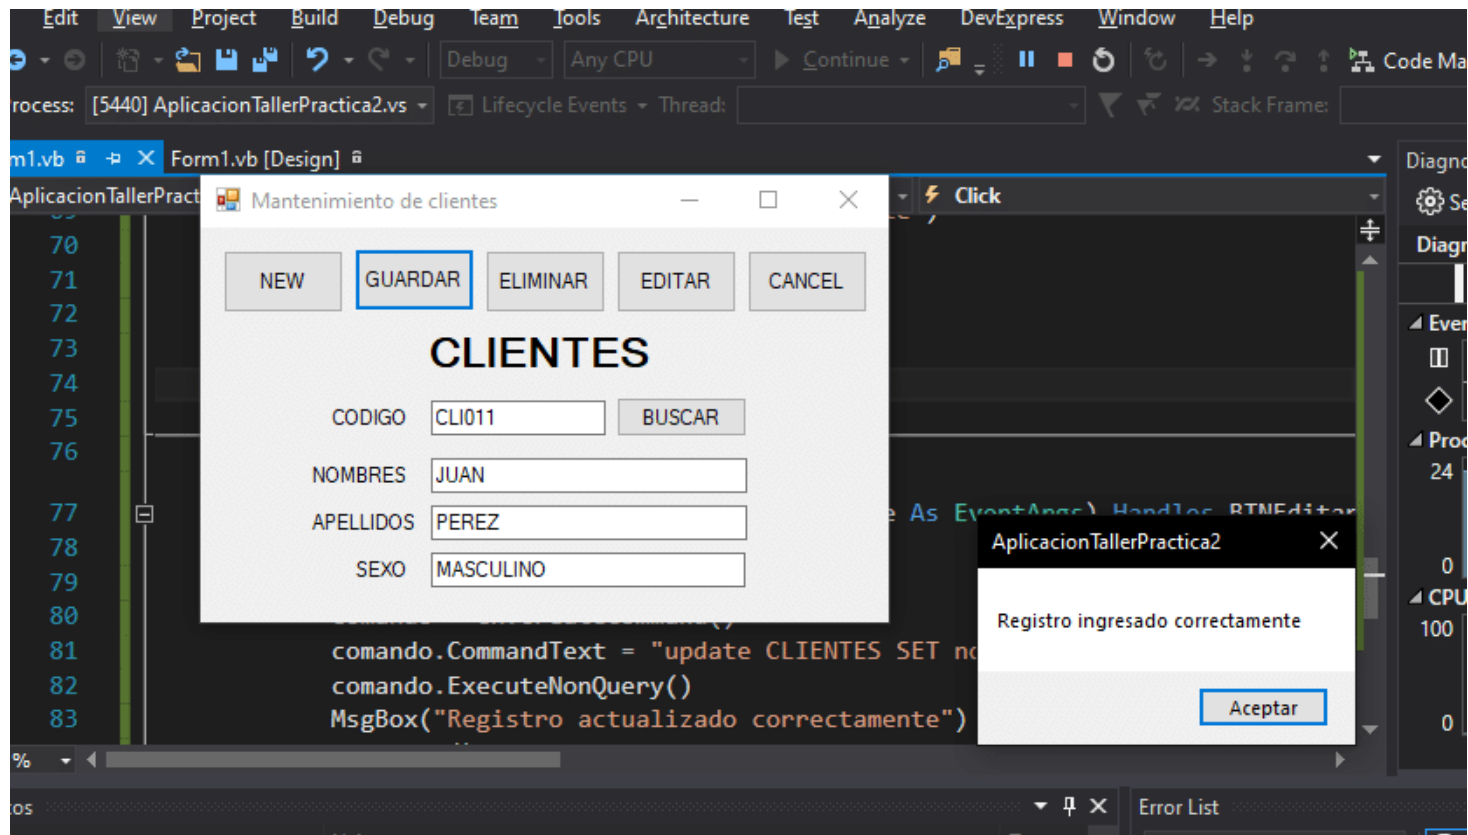 Edit View Project Build Debug Team Tools Architecture Test Analyze DevExpress Window Help
Debug Any CPU Continue Code Ma
rocess: [5440] AplicacionTallerPractica2.vs Lifecycle Events Thread: Stack Frame:
m1.vb Form1.vb [Design]
Diagno
AplicacionTallerPract
Click
Se
Mantenimiento de clientes
NEW GUARDAR ELIMINAR EDITAR CANCEL
CLIENTES
CODIGO CLI011 BUSCAR
NOMBRES JUAN
APELLIDOS PEREZ
SEXO MASCULINO
70
71
72
73
74
75
76
77 e As EventArgs) Handles BTNEditar
78
79
80
81 comando.CommandText = "update CLIENTES SET no
82 comando.ExecuteNonQuery()
83 MsgBox("Registro actualizado correctamente")
AplicacionTallerPractica2
Registro ingresado correctamente
Aceptar
Diagr
Even
Proc
24
0
CPU
100
0
%
tos
Error List